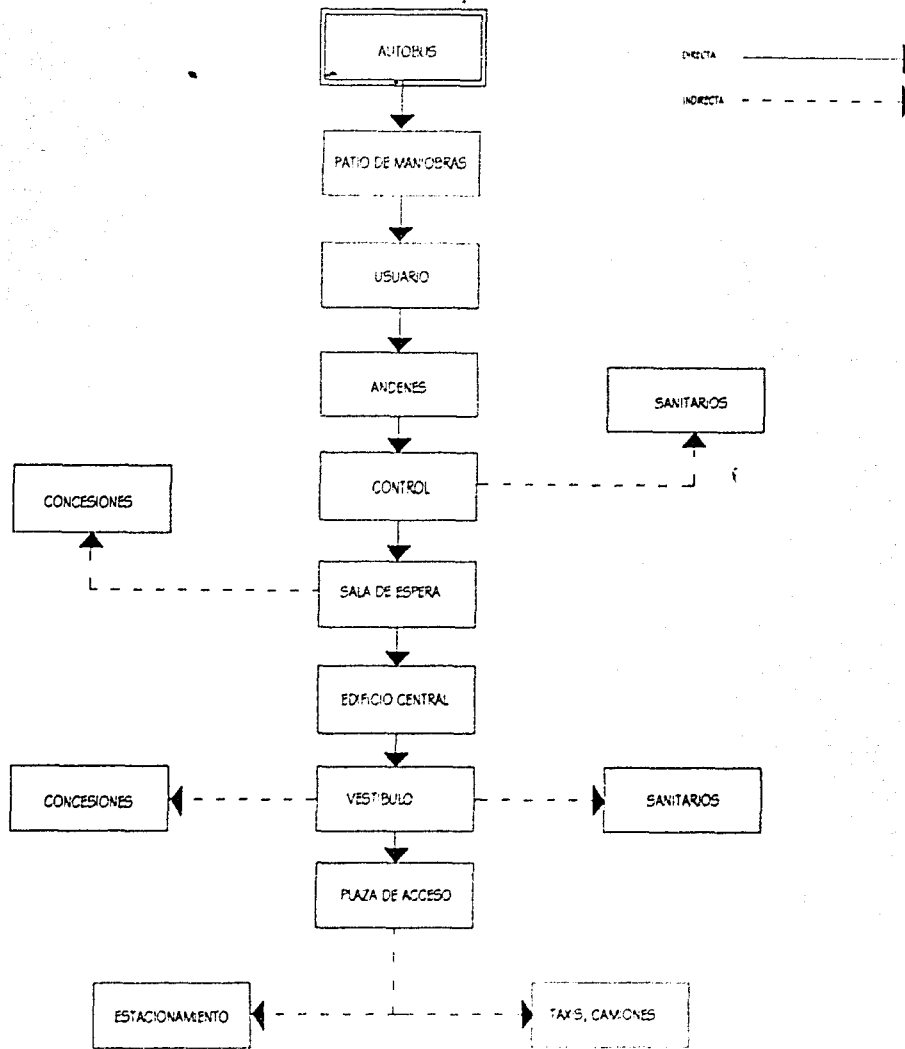 AUTOBUS
DIRECTA
INDIRECTA
PATIO DE MANIOBRAS
USUARIO
ANDENES
SANITARIOS
CONTROL
CONCESIONES
SALA DE ESPERA
EDIFICIO CENTRAL
CONCESIONES
VESTIBULO
SANITARIOS
PLAZA DE ACCESO
ESTACIONAMIENTO
TAXIS, CAMIONES